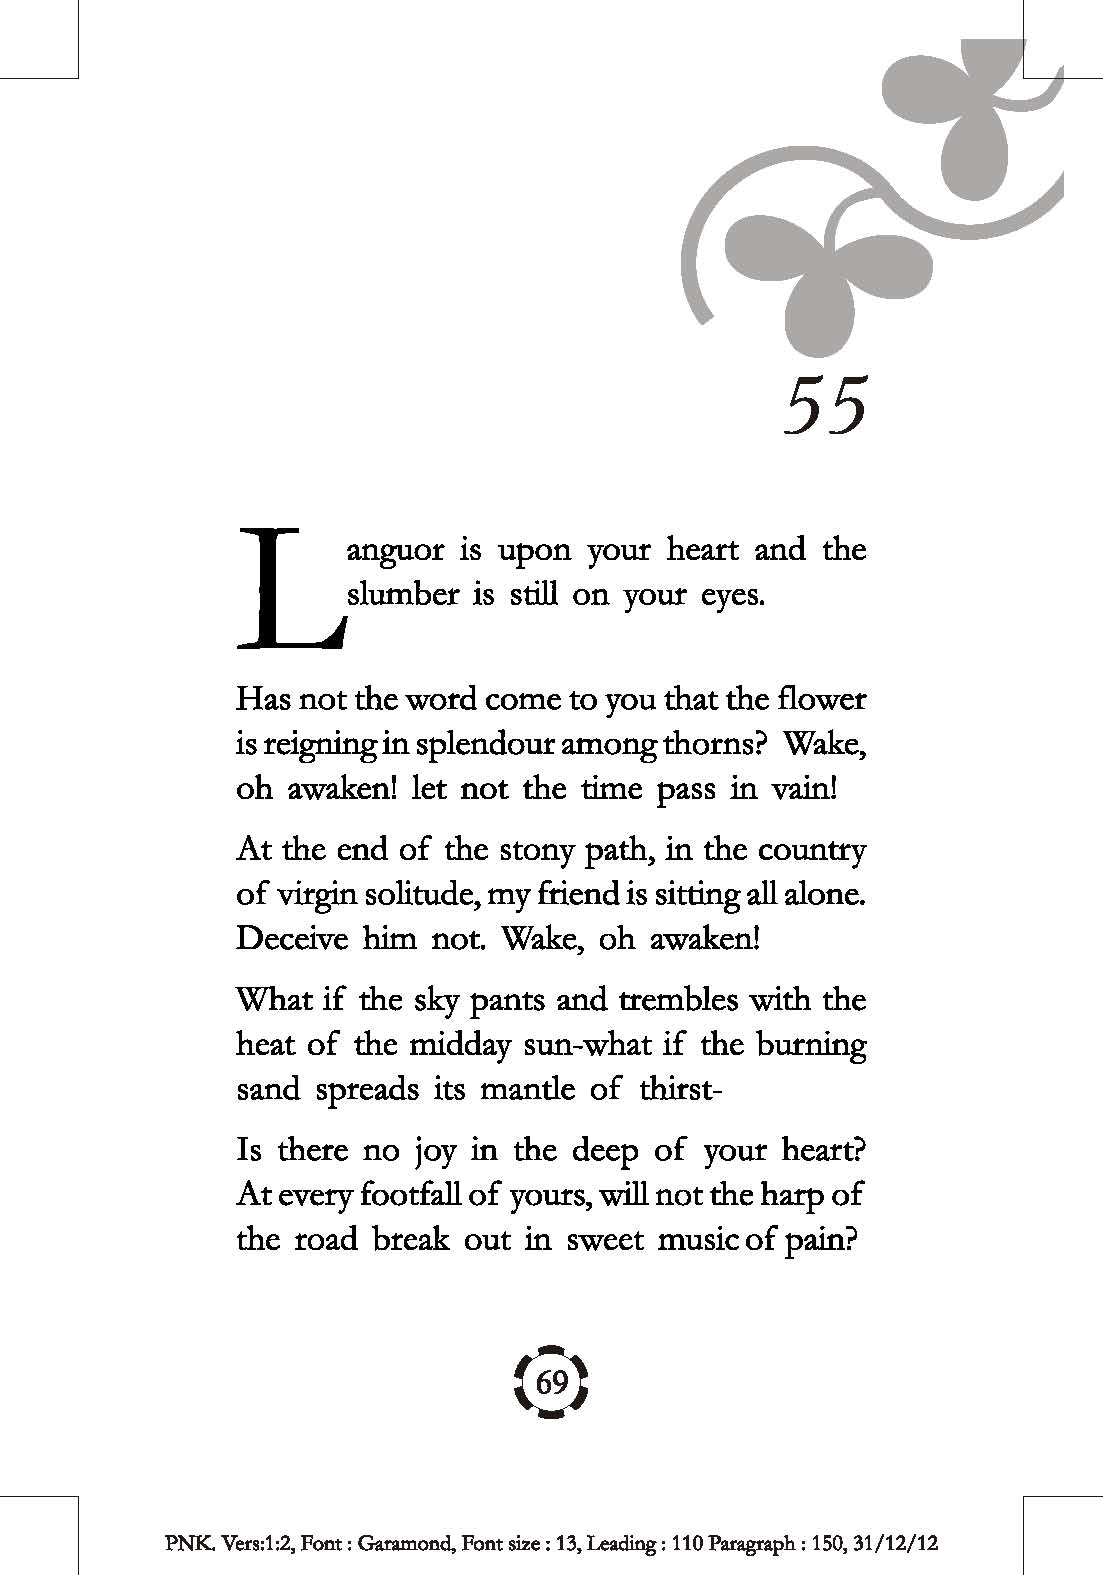 55
Languor is upon your heart and the
slumber is still on your eyes.
Has not the word come to you that the flower
is reigning in splendour among thorns? Wake,
oh awaken! let not the time pass in vain!
At the end of the stony path, in the country
of virgin solitude, my friend is sitting all alone.
Deceive him not. Wake, oh awaken!
What if the sky pants and trembles with the
heat of the midday sun-what if the burning
sand spreads its mantle of thirst-
Is there no joy in the deep of your heart?
At every footfall of yours, will not the harp of
the road break out in sweet music of pain?
69
PNK. Vers:1:2, Font : Garamond, Font size : 13, Leading : 110 Paragraph : 150, 31/12/12